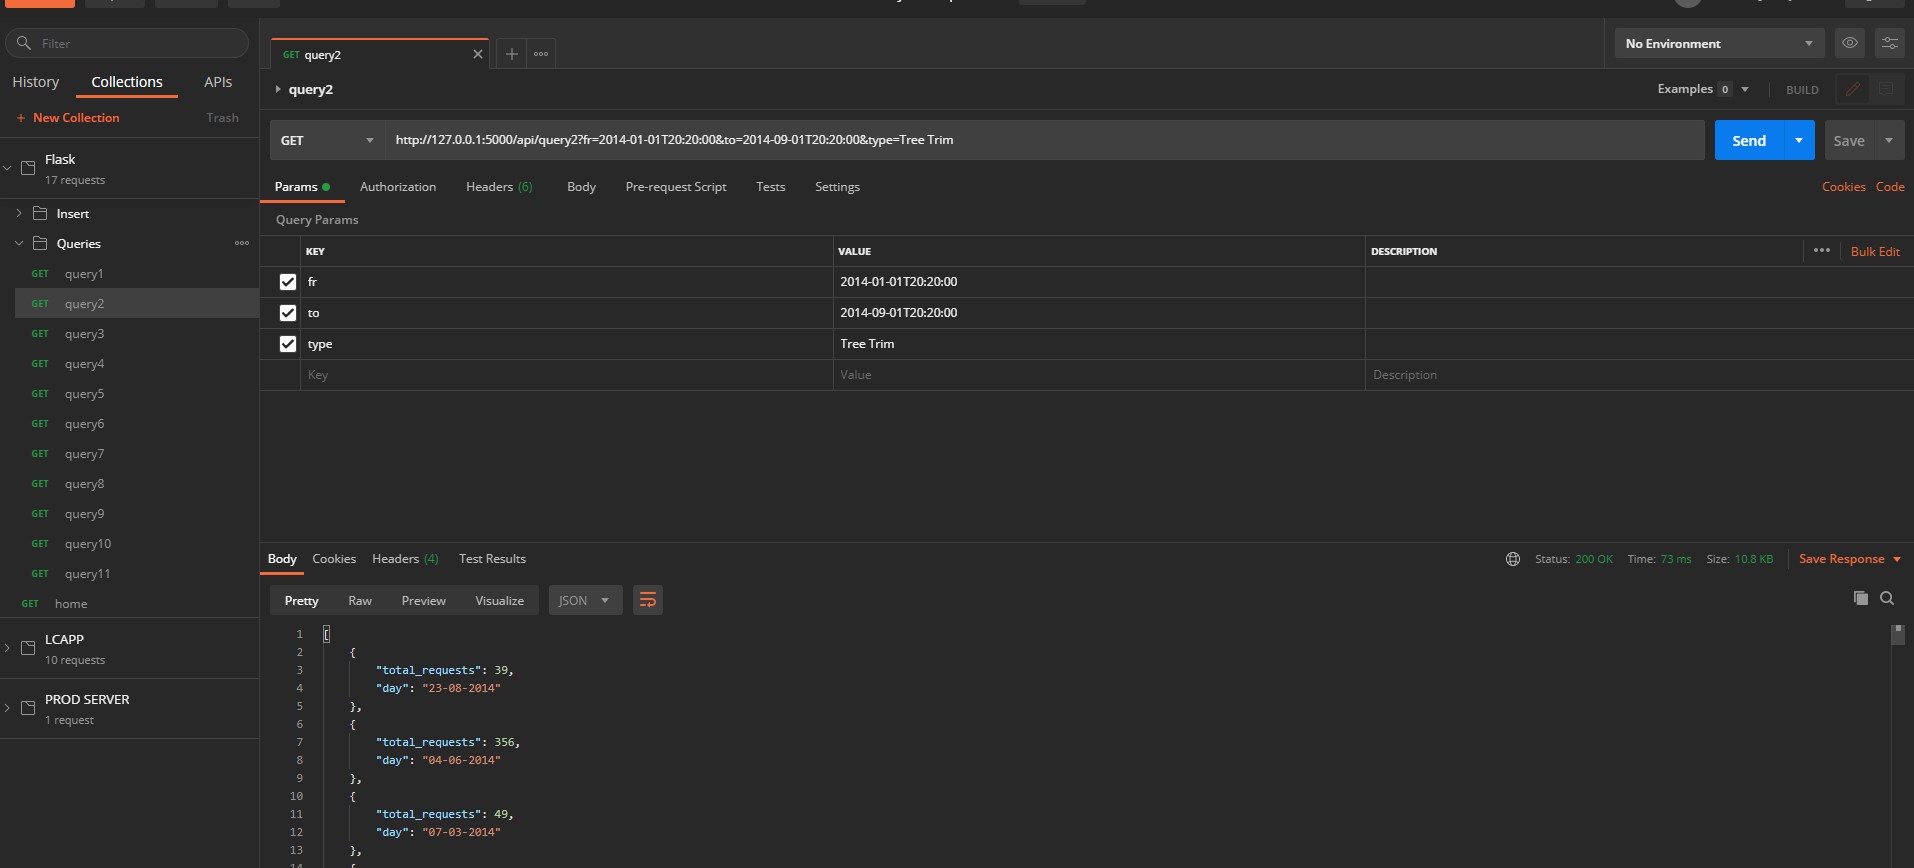 Filter
History Collections APIs
+ New Collection Trash
Flask
17 requests
Insert
Queries
GET query1
GET query2
GET query3
GET query4
GET query5
GET query6
GET query7
GET query8
GET query9
GET query10
GET query11
GET home
LCAPP
10 requests
PROD SERVER
1 request
GET query2
No Environment
query2
Examples 0
BUILD
GET http://127.0.0.1:5000/api/query2?fr=2014-01-01T20:20:00&to=2014-09-01T20:20:00&type=Tree Trim
Send Save
Params Authorization Headers (6) Body Pre-request Script Tests Settings
Cookies Code
Query Params
KEY VALUE DESCRIPTION
Bulk Edit
fr 2014-01-01T20:20:00
to 2014-09-01T20:20:00
type Tree Trim
Key Value Description
Body Cookies Headers (4) Test Results
Status: 200 OK Time: 73 ms Size: 10.8 KB Save Response
Pretty Raw Preview Visualize JSON
1 [
2 {
3 "total_requests": 39,
4 "day": "23-08-2014"
5 },
6 {
7 "total_requests": 356,
8 "day": "04-06-2014"
9 },
10 {
11 "total_requests": 49,
12 "day": "07-03-2014"
13 },
14 {